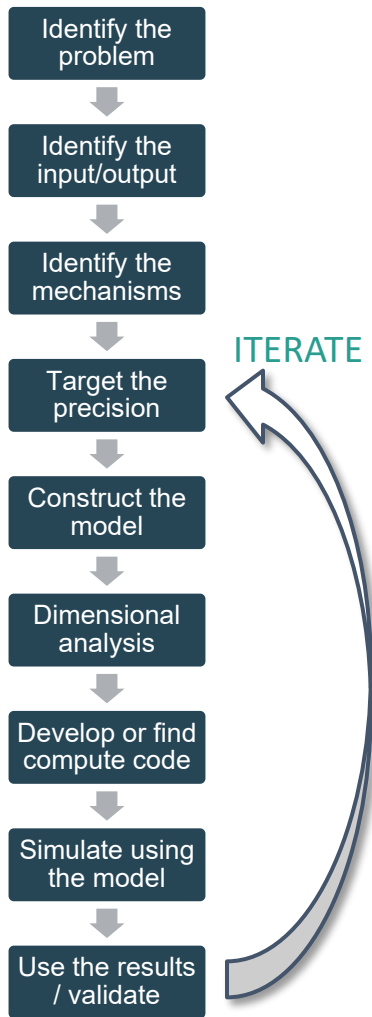 Identify the
problem
Identify the
input/output
Identify the
mechanisms
ITERATE
Target the
precision
Construct the
model
Dimensional
analysis
Develop or find
compute code
Simulate using
the model
Use the results
/ validate